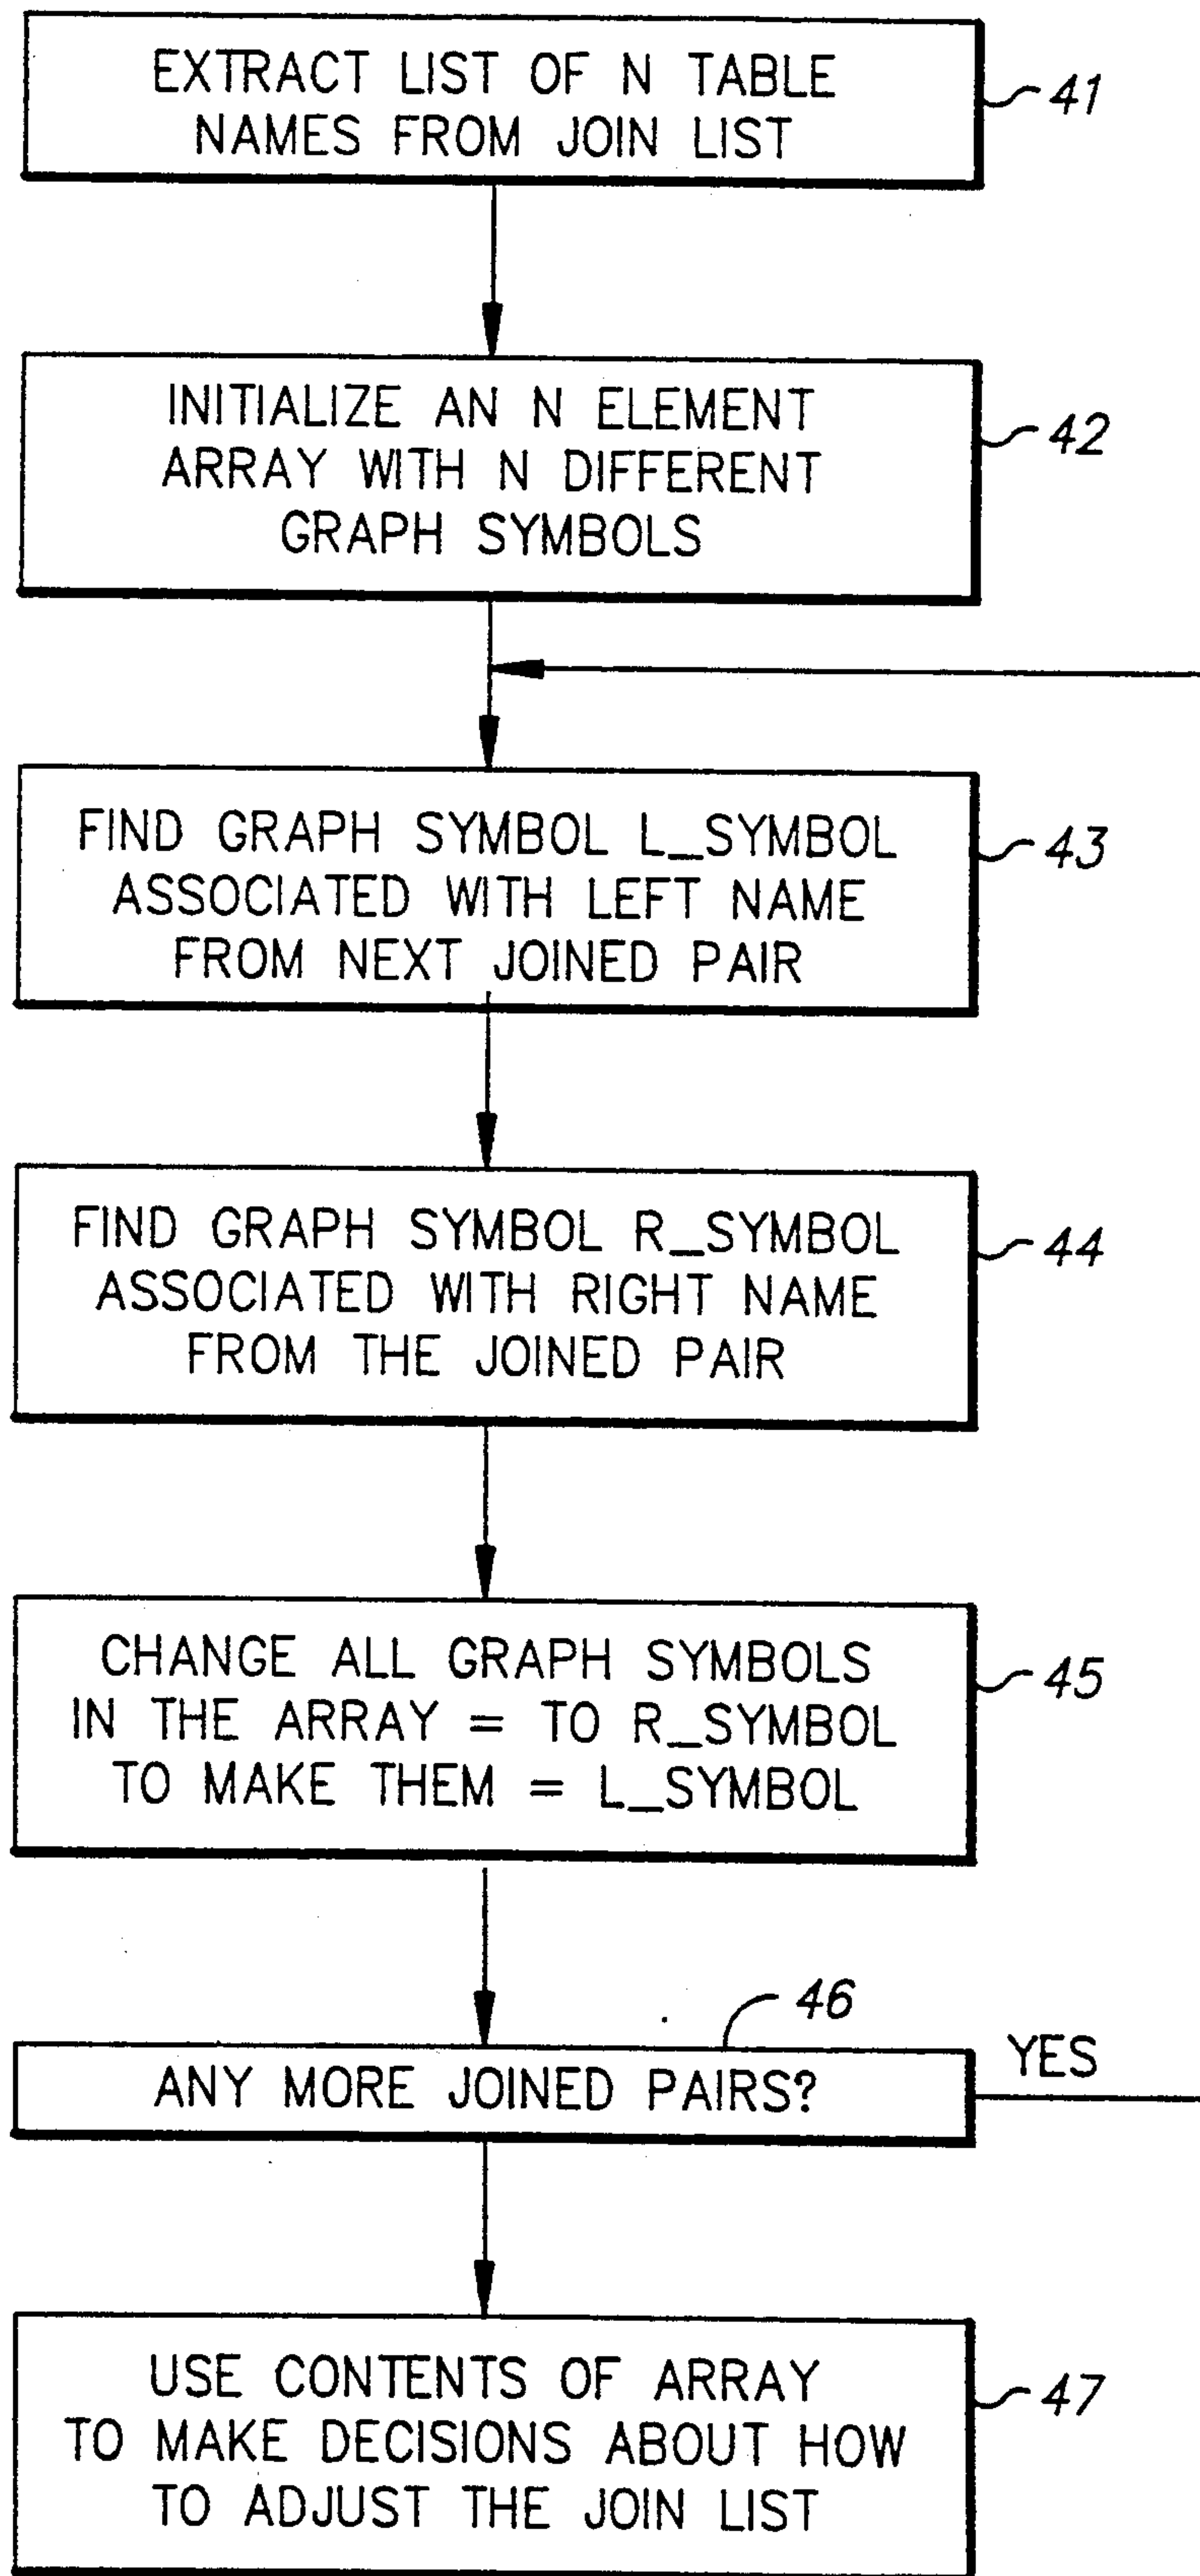 EXTRACT LIST OF N TABLE
NAMES FROM JOIN LIST
41
INITIALIZE AN N ELEMENT
ARRAY WITH N DIFFERENT
GRAPH SYMBOLS
42
FIND GRAPH SYMBOL L_SYMBOL
ASSOCIATED WITH LEFT NAME
FROM NEXT JOINED PAIR
43
FIND GRAPH SYMBOL R_SYMBOL
ASSOCIATED WITH RIGHT NAME
FROM THE JOINED PAIR
44
CHANGE ALL GRAPH SYMBOLS
IN THE ARRAY = TO R_SYMBOL
TO MAKE THEM = L_SYMBOL
45
46
ANY MORE JOINED PAIRS?
YES
USE CONTENTS OF ARRAY
TO MAKE DECISIONS ABOUT HOW
TO ADJUST THE JOIN LIST
47